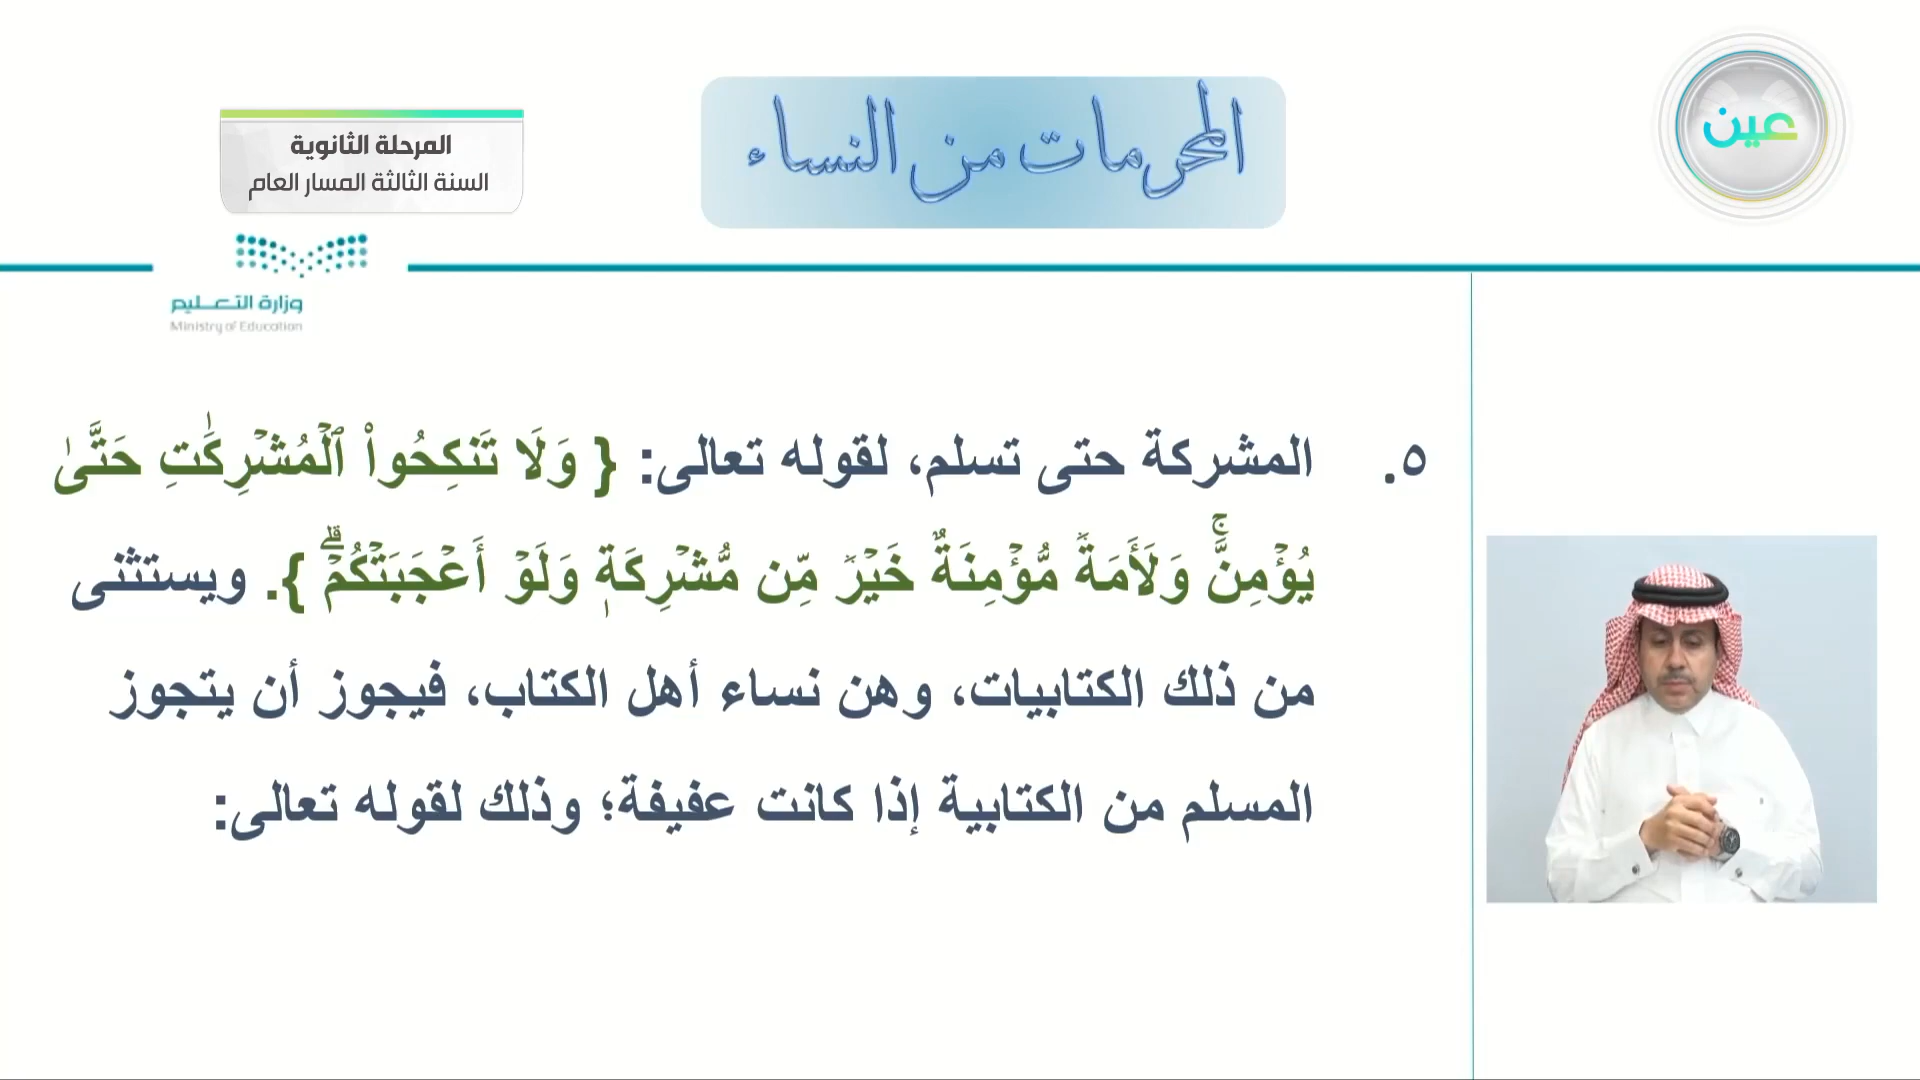 المحرمات من النساء
عين
المرحلة الثانوية
السنة الثالثة المسار العام
وزارة التعليم
Ministry of Education
٥. المشركة حتى تسلم، لقوله تعالى: { وَلَا تَنكِحُواْ ٱلۡمُشۡرِكَٰتِ حَتَّىٰ
يُؤۡمِنَّۚ وَلَأَمَةٞ مُّؤۡمِنَةٌ خَيۡرٞ مِّن مُّشۡرِكَةٖ وَلَوۡ أَعۡجَبَتۡكُمۡۗ }. ويستثنى
من ذلك الكتابيات، وهن نساء أهل الكتاب، فيجوز أن يتجوز
المسلم من الكتابية إذا كانت عفيفة؛ وذلك لقوله تعالى: